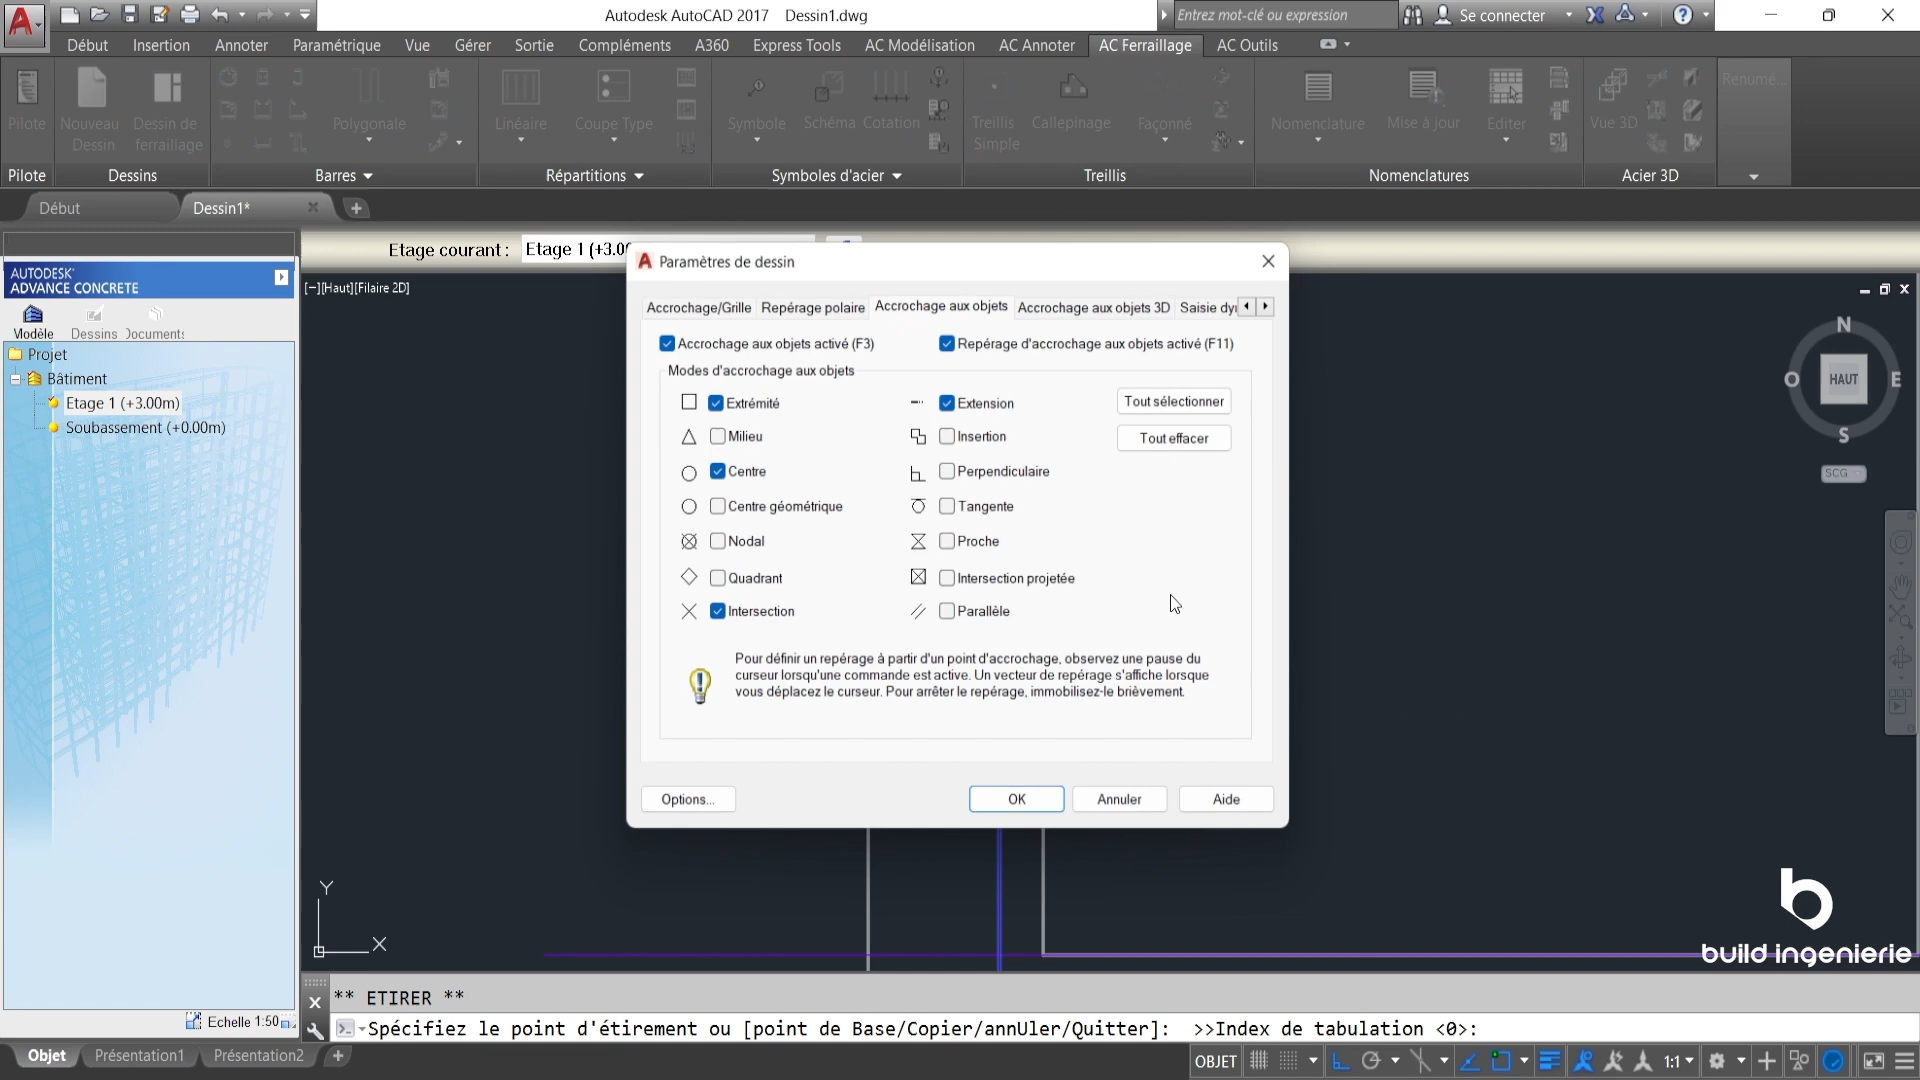 Autodesk AutoCAD 2017 Dessin1.dwg
Entrez mot-clé ou expression
Se connecter
Début Insertion Annoter Paramétrique Vue Gérer Sortie Compléments A360 Express Tools AC Modélisation AC Annoter AC Ferraillage AC Outils
Pilote Nouveau Dessin Dessin de ferraillage Polygonale Linéaire Coupe Type Symbole Schéma Cotation Treillis Simple Callepinage Façonné Nomenclature Mise à jour Editer Vue 3D Renumé...
Pilote Dessins Barres Répartitions Symboles d'acier Treillis Nomenclatures Acier 3D
Début Dessin1*
Etage courant : Etage 1 (+3.00
AUTODESK
ADVANCE CONCRETE
Modèle Dessins Documents
Projet
Bâtiment
Etage 1 (+3.00m)
Soubassement (+0.00m)
Echelle 1:50
[−][Haut][Filaire 2D]
Paramètres de dessin
Accrochage/Grille Repérage polaire Accrochage aux objets Accrochage aux objets 3D Saisie dy
Accrochage aux objets activé (F3) Repérage d'accrochage aux objets activé (F11)
Modes d'accrochage aux objets
Extrémité Extension Tout sélectionner
Milieu Insertion Tout effacer
Centre Perpendiculaire
Centre géométrique Tangente
Nodal Proche
Quadrant Intersection projetée
Intersection Parallèle
Pour définir un repérage à partir d'un point d'accrochage, observez une pause du
curseur lorsqu'une commande est active. Un vecteur de repérage s'affiche lorsque
vous déplacez le curseur. Pour arrêter le repérage, immobilisez-le brièvement.
Options... OK Annuler Aide
N
O HAUT E
S
SCG
Y
X
build ingenierie
** ETIRER **
Spécifiez le point d'étirement ou [point de Base/Copier/annUler/Quitter]: >>Index de tabulation <0>:
Objet Présentation1 Présentation2
OBJET 1:1